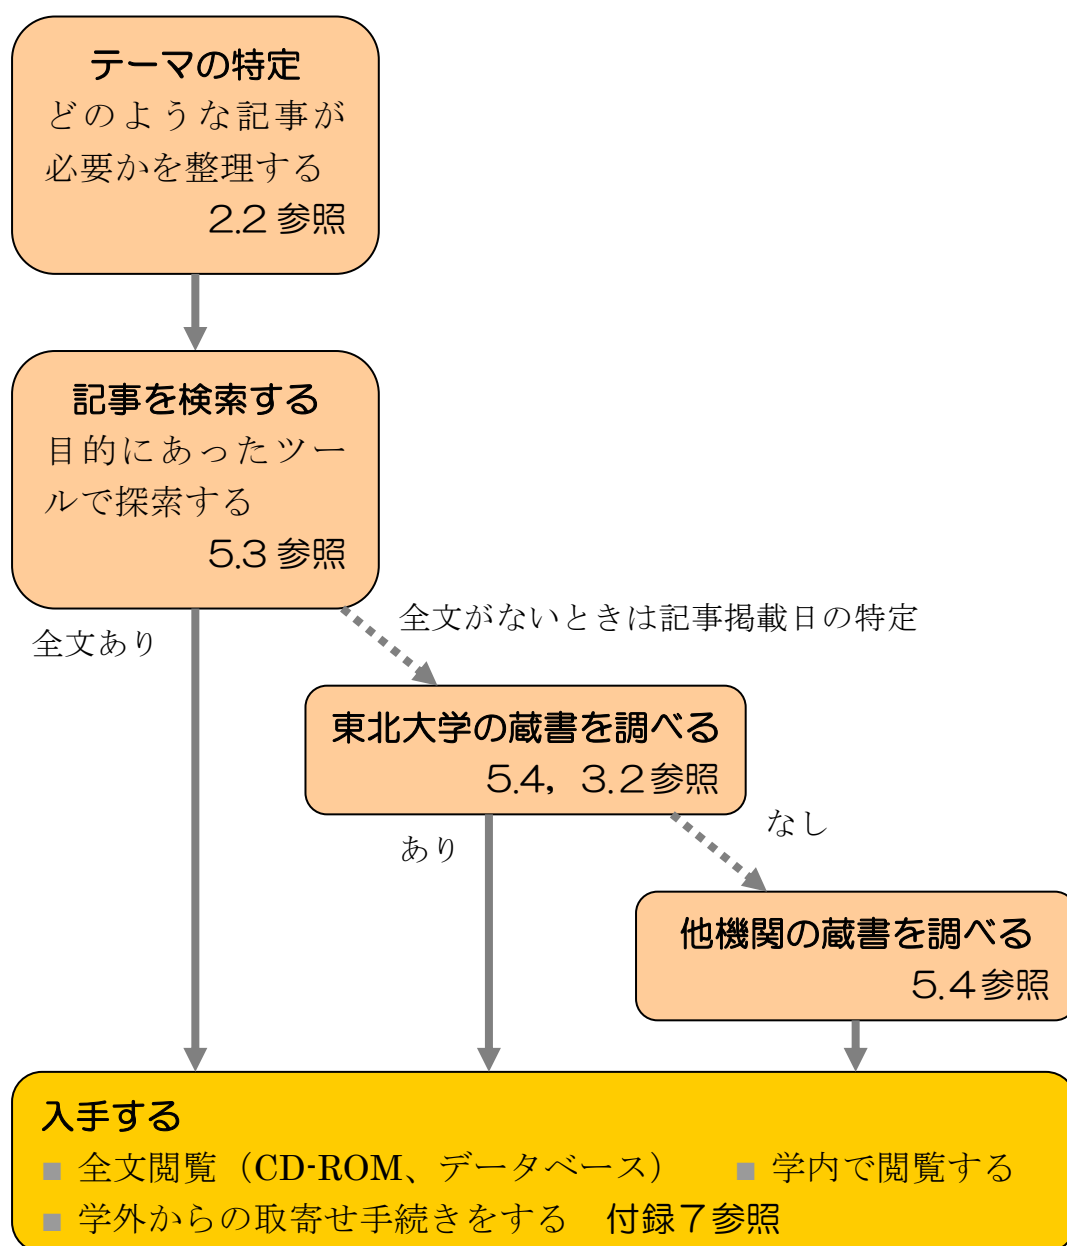 テーマの特定
どのような記事が
必要かを整理する
2.2 参照
記事を検索する
目的にあったツー
ルで探索する
5.3 参照
全文あり
全文がないときは記事掲載日の特定
東北大学の蔵書を調べる
5.4，3.2参照
あり
なし
他機関の蔵書を調べる
5.4参照
入手する
■ 全文閲覧（CD-ROM、データベース） ■ 学内で閲覧する
■ 学外からの取寄せ手続きをする 付録７参照